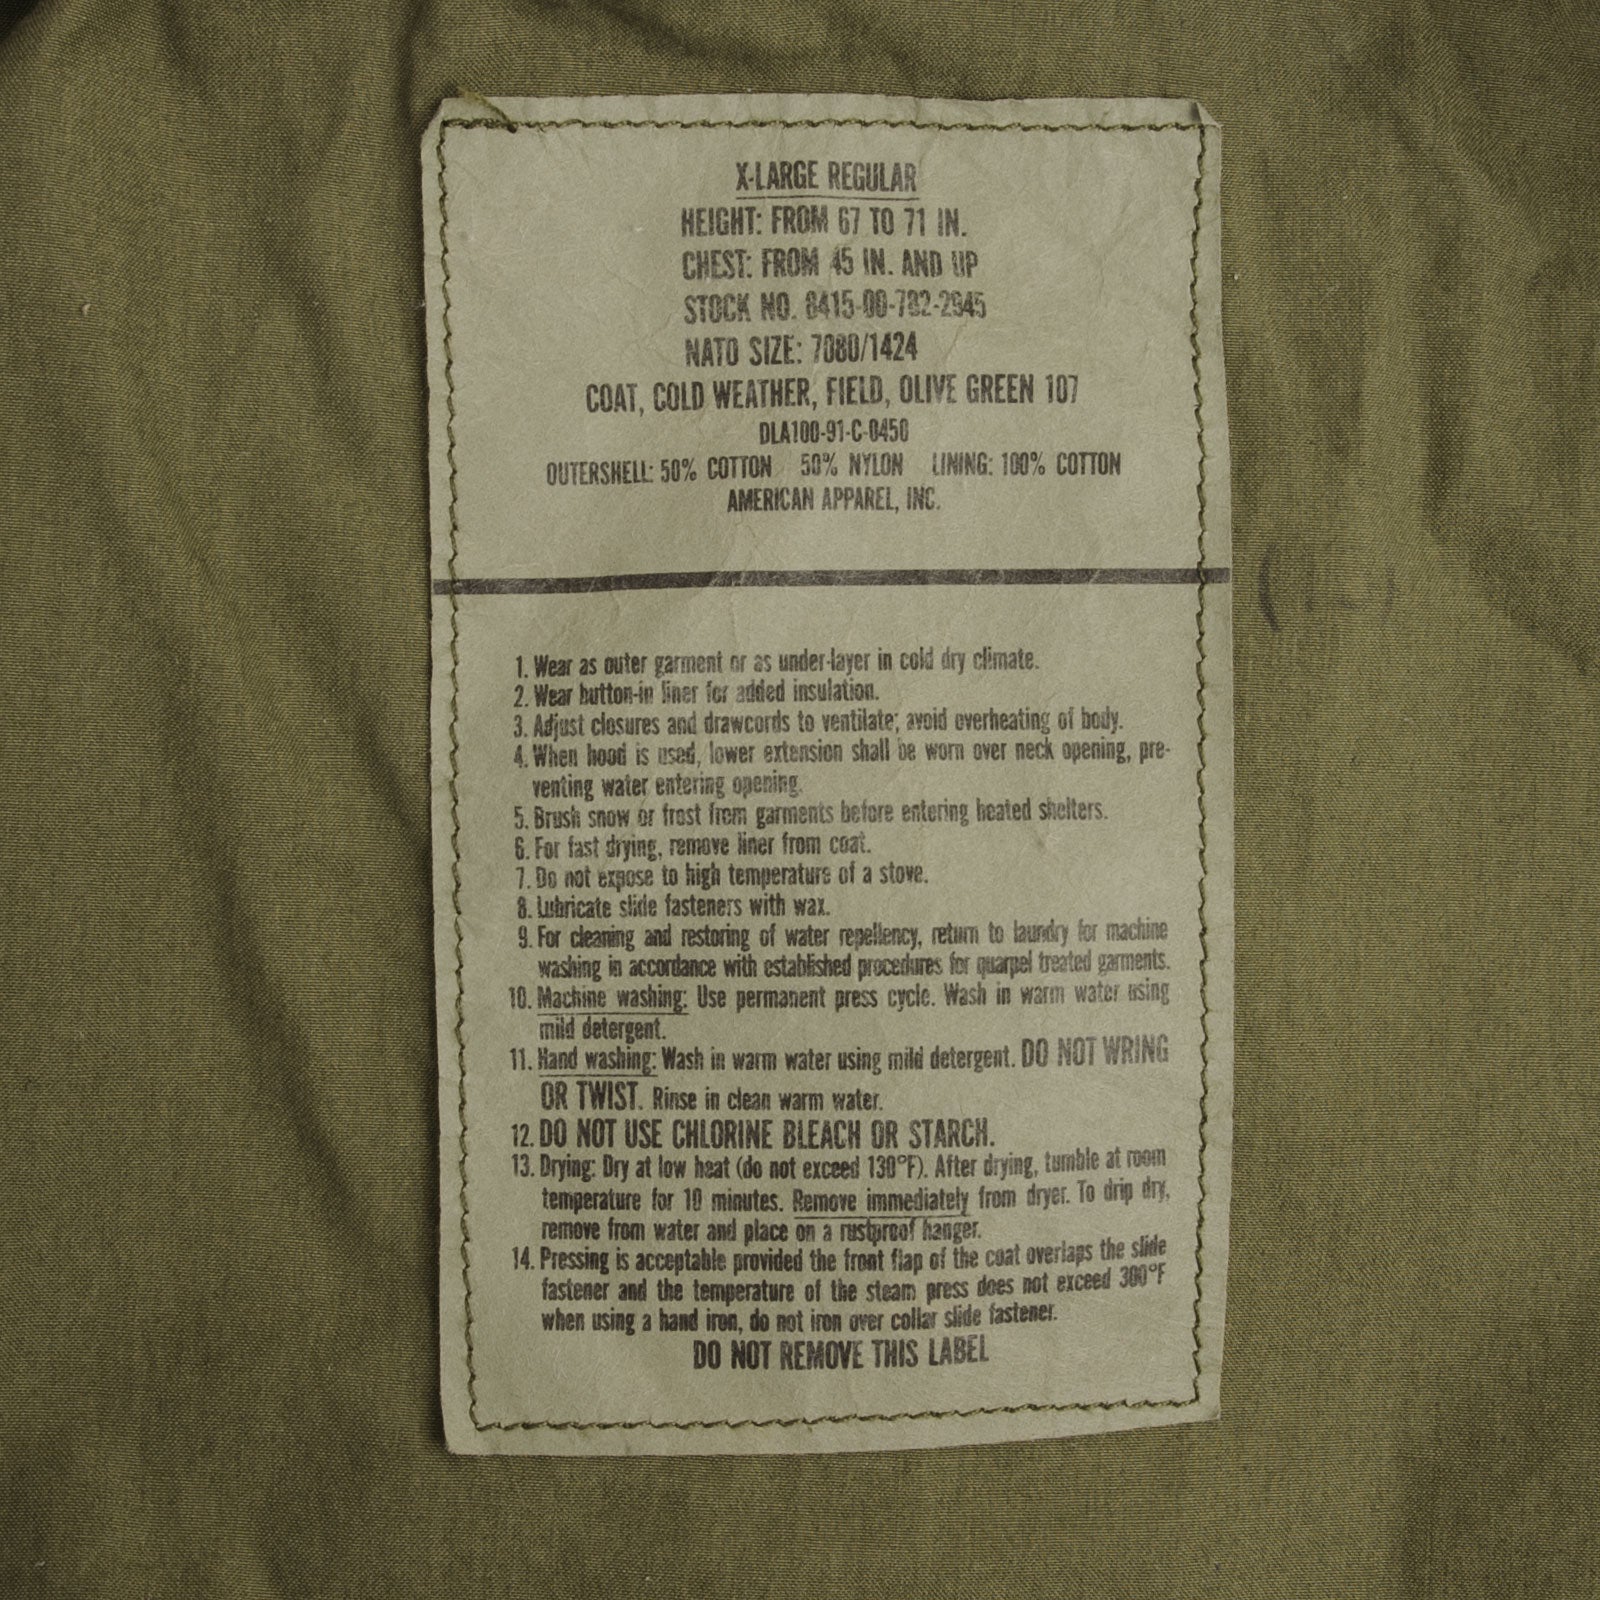 X-LARGE REGULAR
HEIGHT: FROM 67 TO 71 IN.
CHEST: FROM 45 IN. AND UP
STOCK NO. 8415-00-782-2945
NATO SIZE: 7080/1424
COAT, COLD WEATHER, FIELD, OLIVE GREEN 107
DLA100-91-C-0450
OUTERSHELL: 50% COTTON 50% NYLON LINING: 100% COTTON
AMERICAN APPAREL, INC.
1. Wear as outer garment or as under-layer in cold dry climate.
2. Wear button-in liner for added insulation.
3. Adjust closures and drawcords to ventilate; avoid overheating of body.
4. When hood is used, lower extension shall be worn over neck opening, pre-
venting water entering opening.
5. Brush snow or frost from garments before entering heated shelters.
6. For fast drying, remove liner from coat.
7. Do not expose to high temperature of a stove.
8. Lubricate slide fasteners with wax.
9. For cleaning and restoring of water repellency, return to laundry for machine
washing in accordance with established procedures for quarpel treated garments.
10. Machine washing: Use permanent press cycle. Wash in warm water using
mild detergent.
11. Hand washing: Wash in warm water using mild detergent. DO NOT WRING
OR TWIST. Rinse in clean warm water.
12. DO NOT USE CHLORINE BLEACH OR STARCH.
13. Drying: Dry at low heat (do not exceed 130°F). After drying, tumble at room
temperature for 10 minutes. Remove immediately from dryer. To drip dry,
remove from water and place on a rustproof hanger.
14. Pressing is acceptable provided the front flap of the coat overlaps the slide
fastener and the temperature of the steam press does not exceed 300°F
when using a hand iron, do not iron over collar slide fastener.
DO NOT REMOVE THIS LABEL